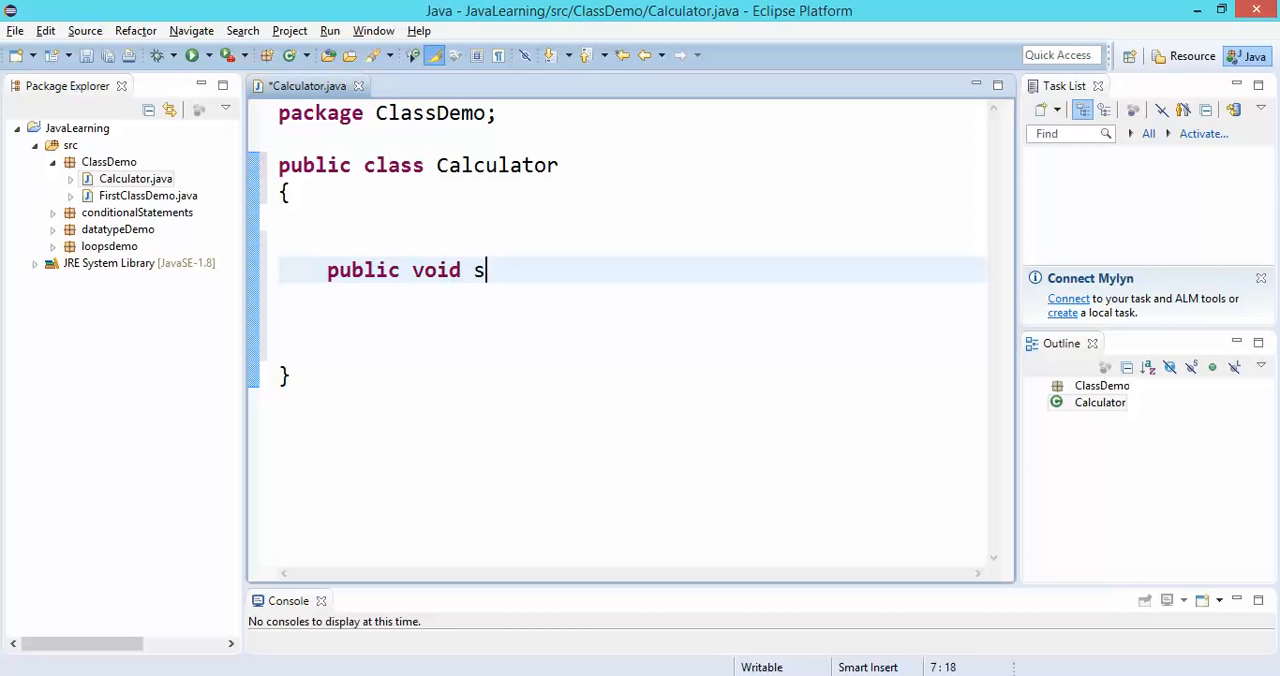 Java - JavaLearning/src/ClassDemo/Calculator.java - Eclipse Platform
File Edit Source Refactor Navigate Search Project Run Window Help
Quick Access Resource Java
Package Explorer
JavaLearning
src
ClassDemo
Calculator.java
FirstClassDemo.java
conditionalStatements
datatypeDemo
loopsdemo
JRE System Library [JavaSE-1.8]
*Calculator.java
package ClassDemo;
public class Calculator
{
public void s
}
Task List
Find All Activate...
Connect Mylyn
Connect to your task and ALM tools or
create a local task.
Outline
ClassDemo
Calculator
Console
No consoles to display at this time.
Writable Smart Insert 7 : 18